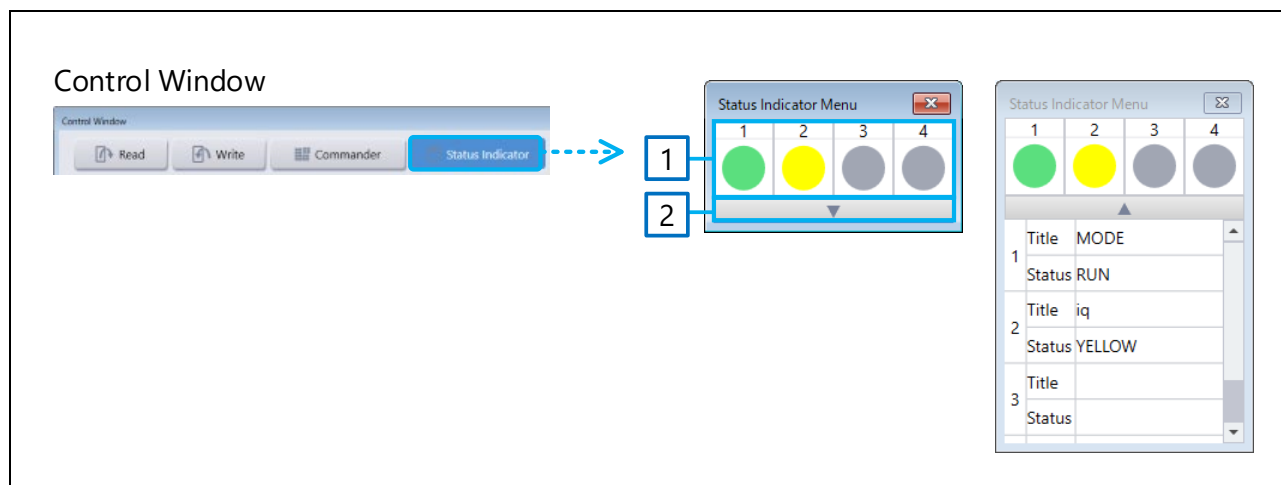 Control Window
Control Window
Read Write Commander Status Indicator
Status Indicator Menu
1 2 3 4
1
2
Status Indicator Menu
1 2 3 4
1 Title MODE
Status RUN
2 Title iq
Status YELLOW
3 Title
Status